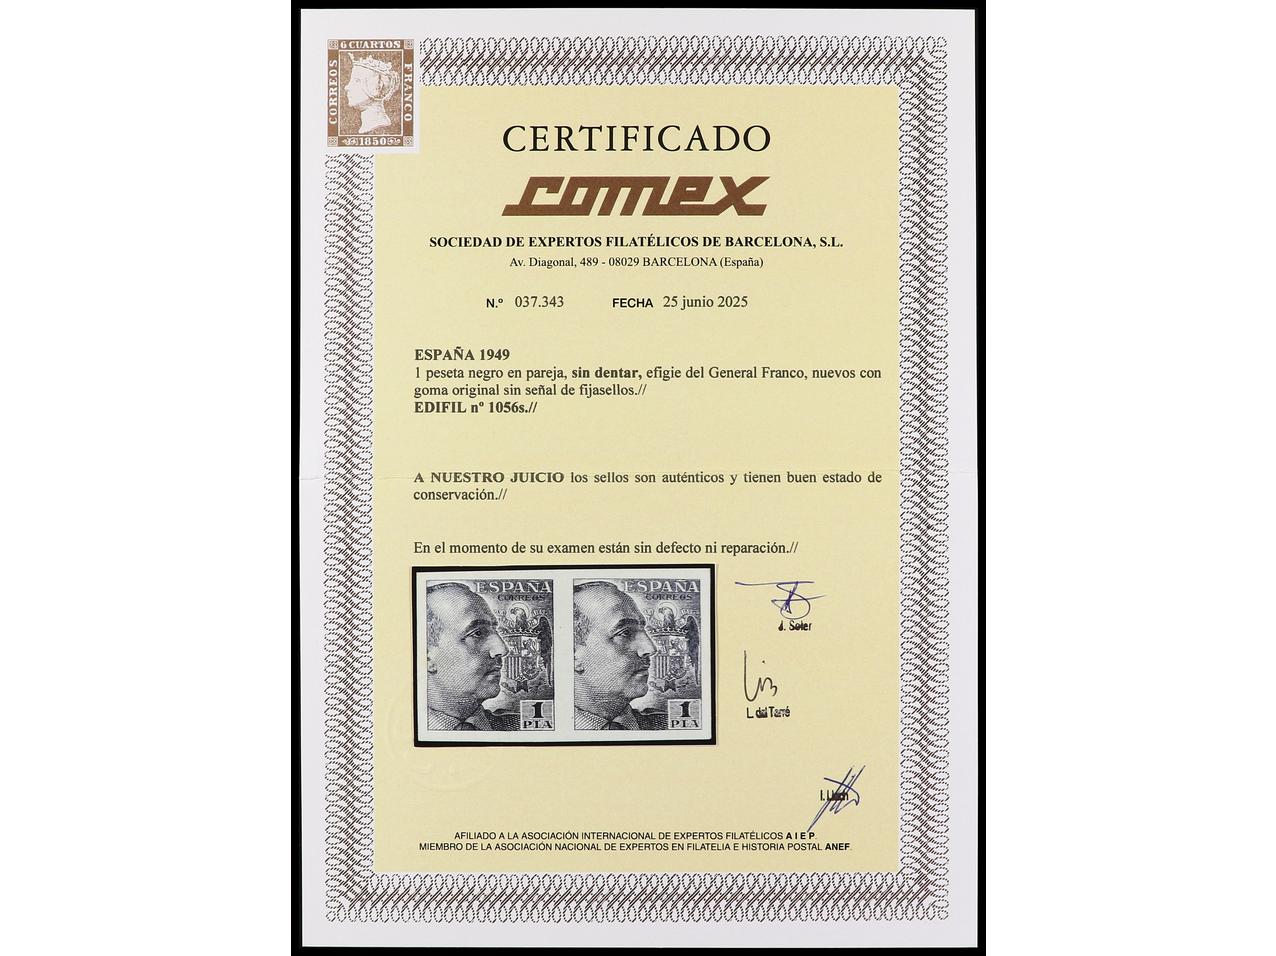 6 CUARTOS
CORREOS
FRANCO
1850
CERTIFICADO
comex
SOCIEDAD DE EXPERTOS FILATÉLICOS DE BARCELONA, S.L.
Av. Diagonal, 489 - 08029 BARCELONA (España)
N.º 037.343 FECHA 25 junio 2025
ESPAÑA 1949
1 peseta negro en pareja, sin dentar, efigie del General Franco, nuevos con
goma original sin señal de fijasellos.//
EDIFIL nº 1056s.//
A NUESTRO JUICIO los sellos son auténticos y tienen buen estado de
conservación.//
En el momento de su examen están sin defecto ni reparación.//
ESPAÑA
CORREOS
1
PTA
ESPAÑA
CORREOS
1
PTA
J. Soler
L. del Tarré
AFILIADO A LA ASOCIACIÓN INTERNACIONAL DE EXPERTOS FILATÉLICOS A I E P.
MIEMBRO DE LA ASOCIACIÓN NACIONAL DE EXPERTOS EN FILATELIA E HISTORIA POSTAL ANEF.